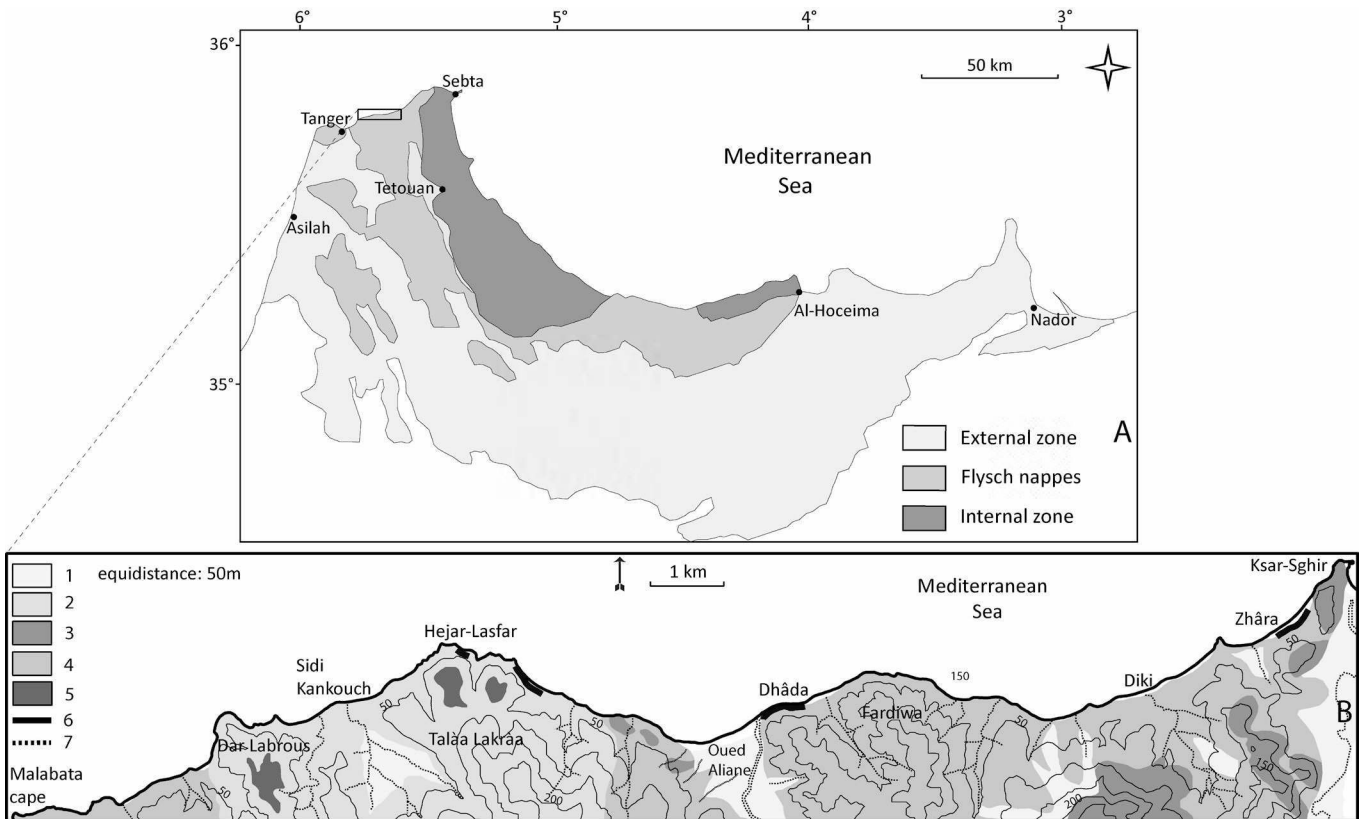 6°
5°
4°
3°
36°
35°
50 km
Sebta
Tanger
Tetouan
Asilah
Mediterranean
Sea
Al-Hoceima
Nador
External zone
Flysch nappes
Internal zone
A
1
2
3
4
5
6
7
equidistance: 50m
1 km
Mediterranean
Sea
Ksar-Sghir
Zhâra
Hejar-Lasfar
Sidi
Kankouch
Dhâda
Fardiwa
Diki
150
50
50
50
50
B
Dar-Labrous
Talàa Lakràa
Oued
Aliane
Malabata
cape
50
200
200
150